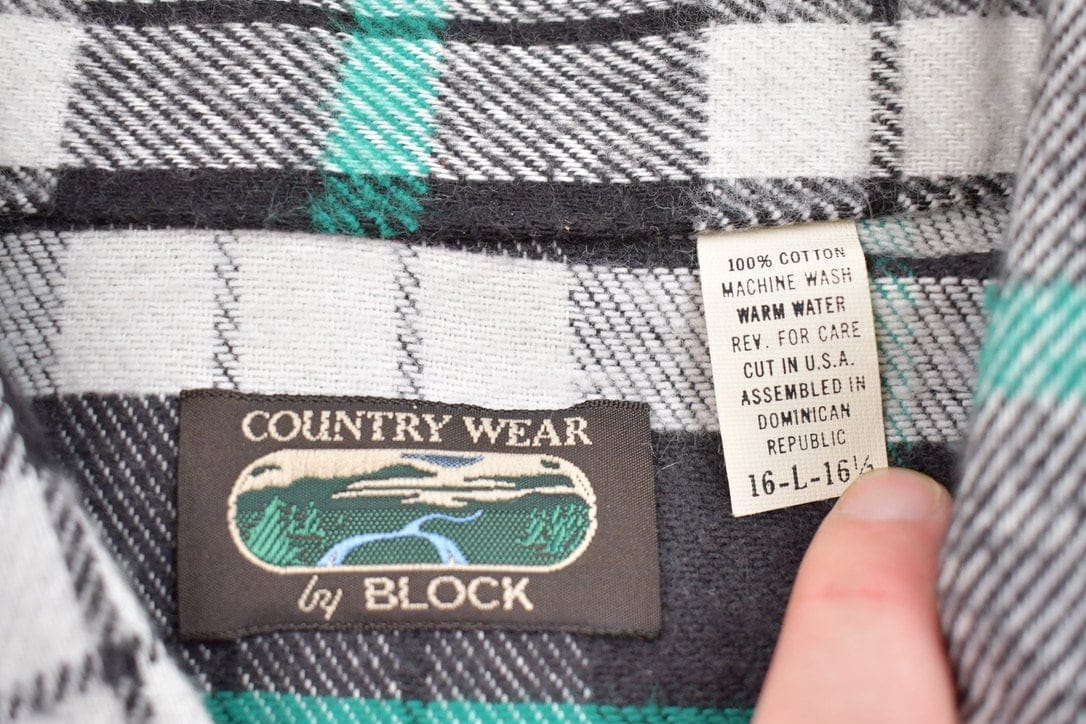 COUNTRY WEAR
by BLOCK
100% COTTON
MACHINE WASH
WARM WATER
REV. FOR CARE
CUT IN U.S.A.
ASSEMBLED IN
DOMINICAN
REPUBLIC
16-L-16½